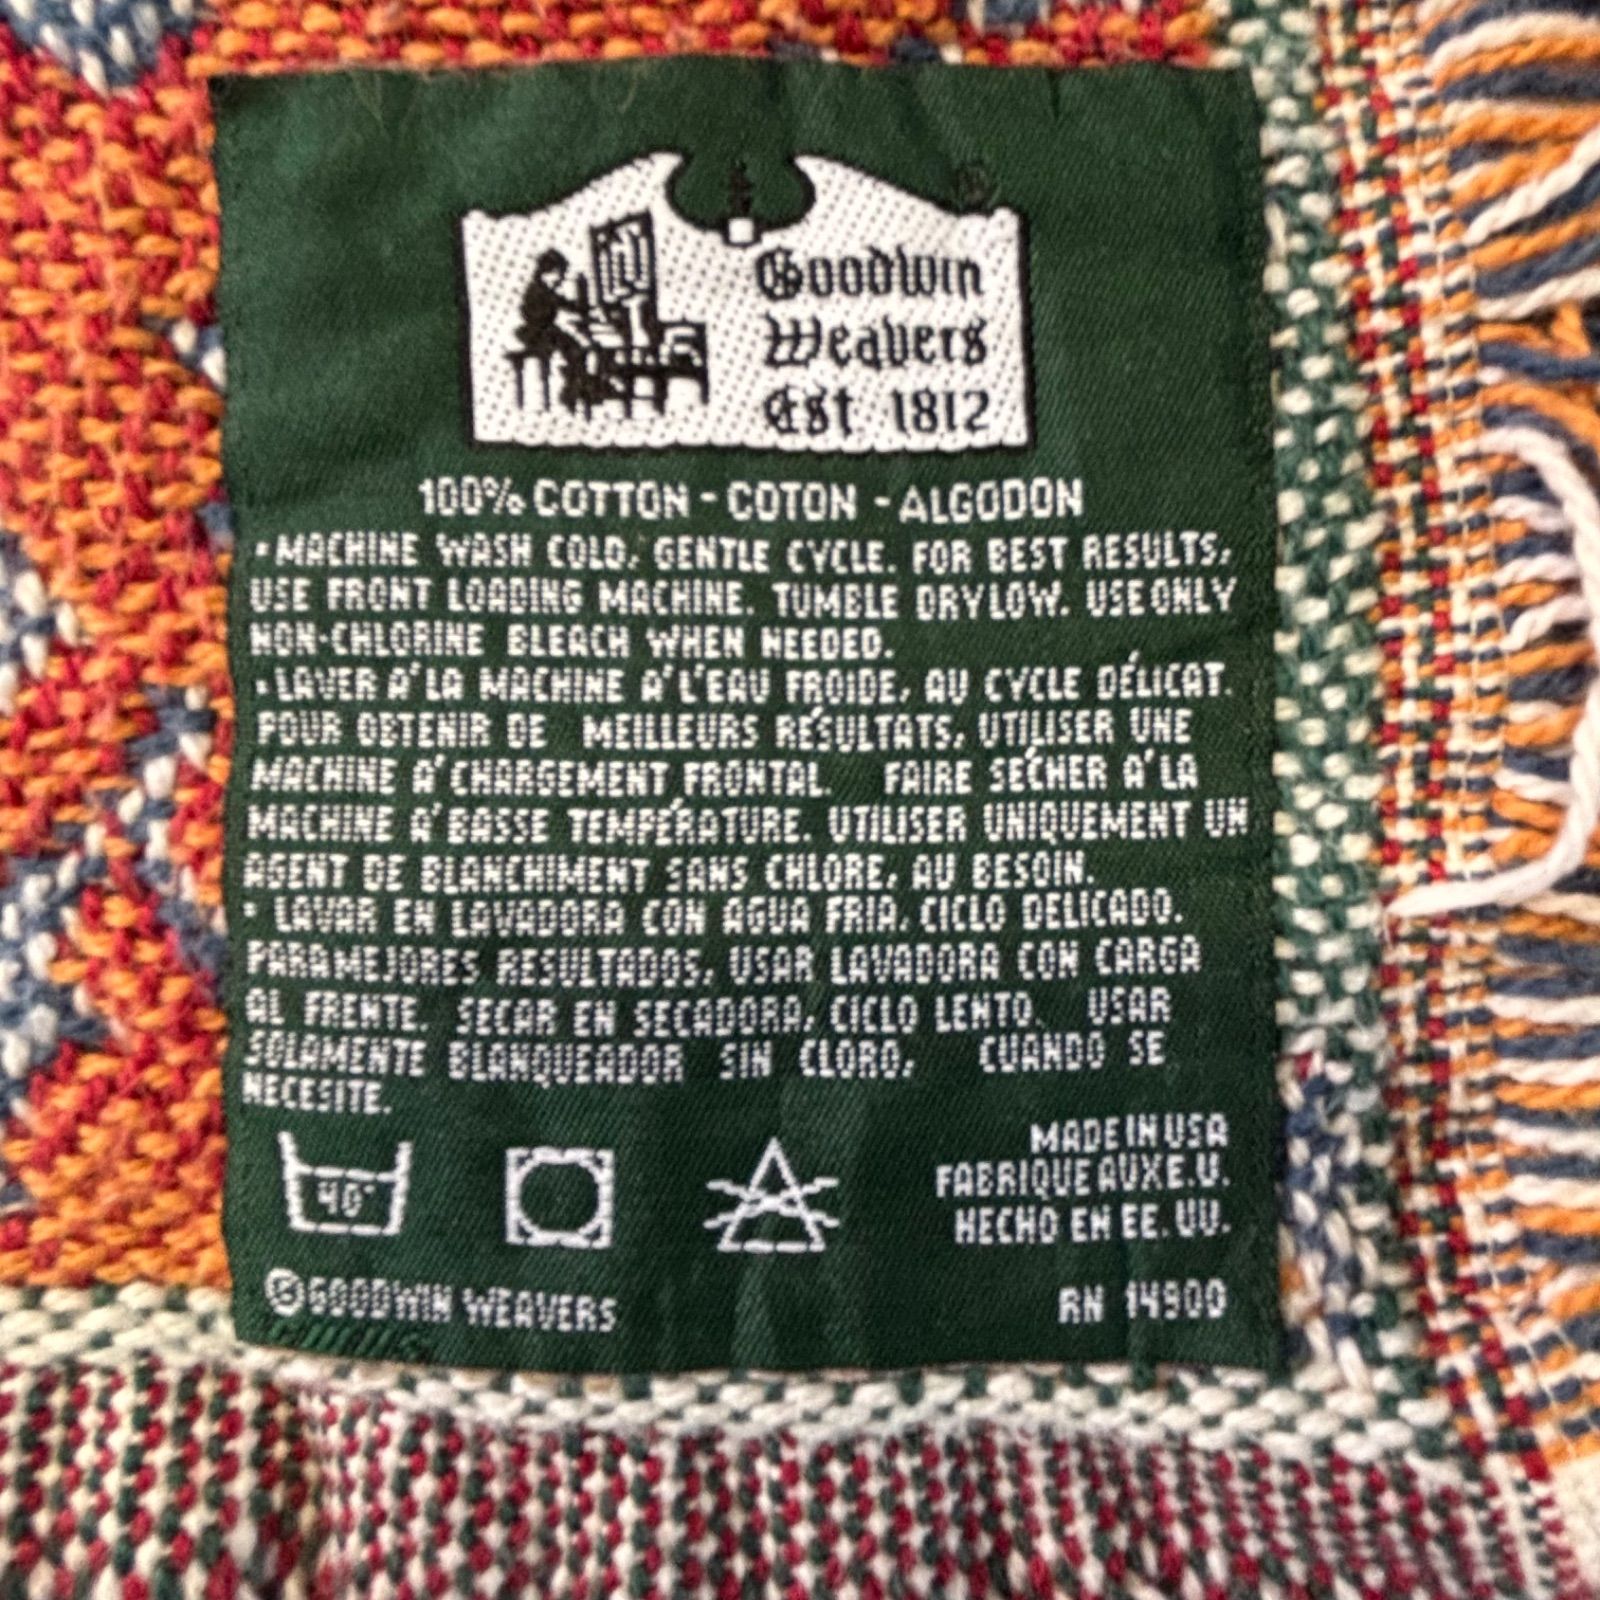 Goodwin
Weavers
Est. 1812
®
100% COTTON - COTON - ALGODON
• MACHINE WASH COLD, GENTLE CYCLE. FOR BEST RESULTS,
USE FRONT LOADING MACHINE. TUMBLE DRY LOW. USE ONLY
NON-CHLORINE BLEACH WHEN NEEDED.
• LAVER A´ LA MACHINE A´ L'EAU FROIDE, AU CYCLE DÉLICAT.
POUR OBTENIR DE MEILLEURS RÉSULTATS, UTILISER UNE
MACHINE A´ CHARGEMENT FRONTAL. FAIRE SÉCHER A´ LA
MACHINE A´ BASSE TEMPÉRATURE. UTILISER UNIQUEMENT UN
AGENT DE BLANCHIMENT SANS CHLORE, AU BESOIN.
• LAVAR EN LAVADORA CON AGUA FRIA, CICLO DELICADO.
PARA MEJORES RESULTADOS, USAR LAVADORA CON CARGA
AL FRENTE. SECAR EN SECADORA, CICLO LENTO. USAR
SOLAMENTE BLANQUEADOR SIN CLORO, CUANDO SE
NECESITE.
40°
MADE IN USA
FABRIQUE AUX E.U.
HECHO EN EE. UU.
© GOODWIN WEAVERS
RN 14900